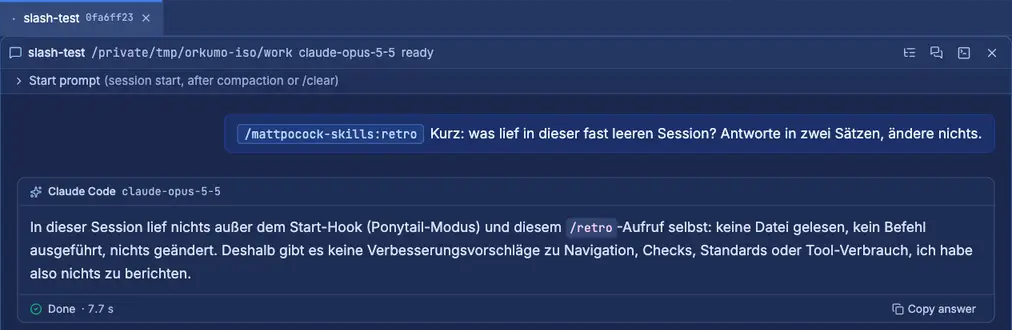 slash-test 0fa6ff23
slash-test /private/tmp/orkumo-iso/work claude-opus-5-5 ready
Start prompt (session start, after compaction or /clear)
/mattpocock-skills:retro Kurz: was lief in dieser fast leeren Session? Antworte in zwei Sätzen, ändere nichts.
Claude Code claude-opus-5-5
In dieser Session lief nichts außer dem Start-Hook (Ponytail-Modus) und diesem /retro-Aufruf selbst: keine Datei gelesen, kein Befehl
ausgeführt, nichts geändert. Deshalb gibt es keine Verbesserungsvorschläge zu Navigation, Checks, Standards oder Tool-Verbrauch, ich habe
also nichts zu berichten.
Done · 7.7 s
Copy answer